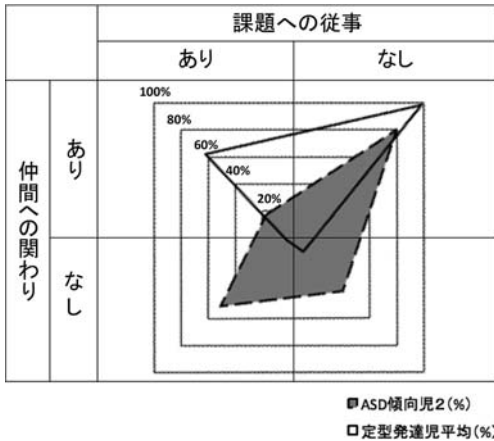 課題への従事
あり
なし
仲間への関わり
あり
なし
100%
80%
60%
40%
20%
ASD傾向児2(%)
定型発達児平均(%)